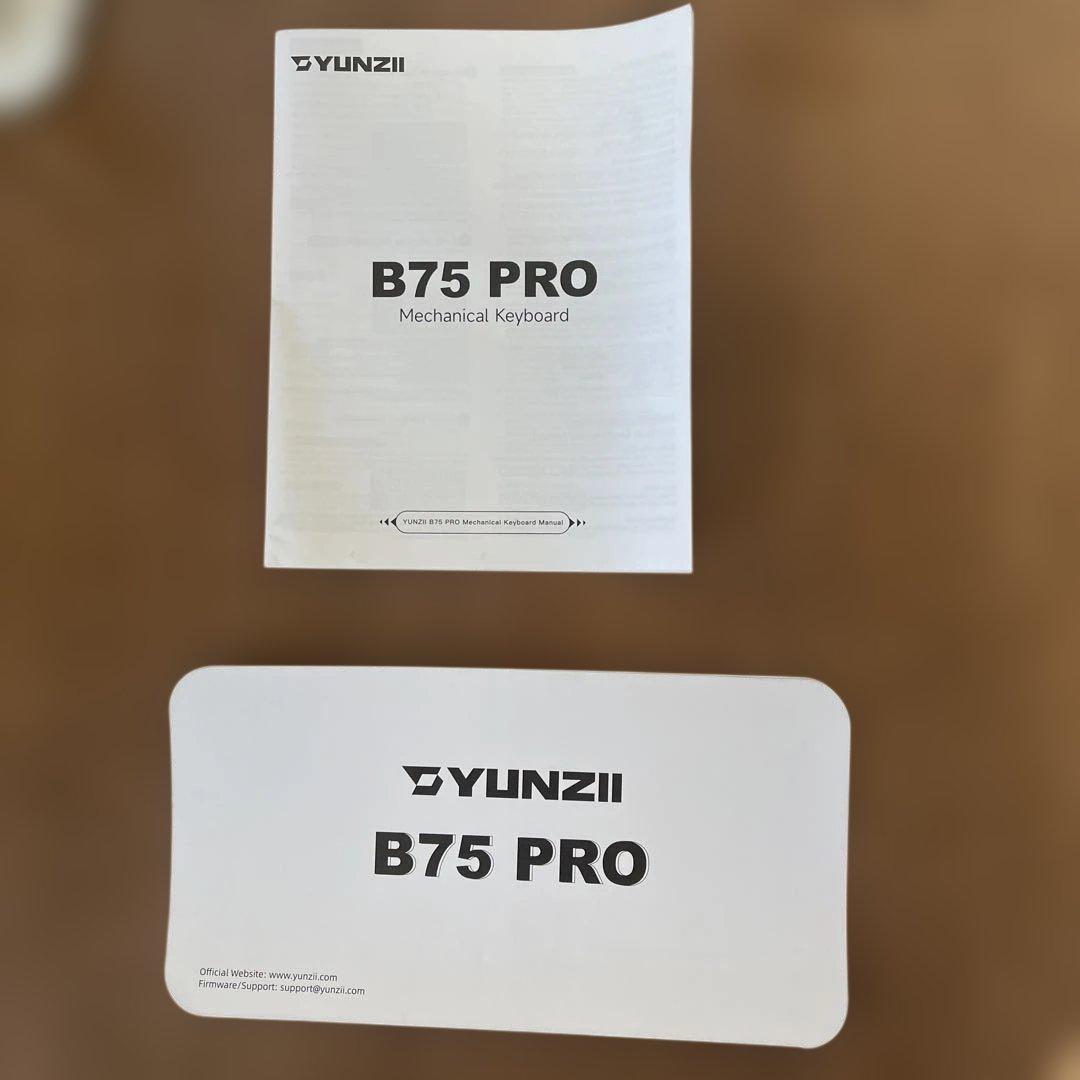 YUNZII
B75 PRO
Mechanical Keyboard
YUNZII B75 PRO Mechanical Keyboard Manual
YUNZII
B75 PRO
Official Website: www.yunzii.com
Firmware/Support: support@yunzii.com